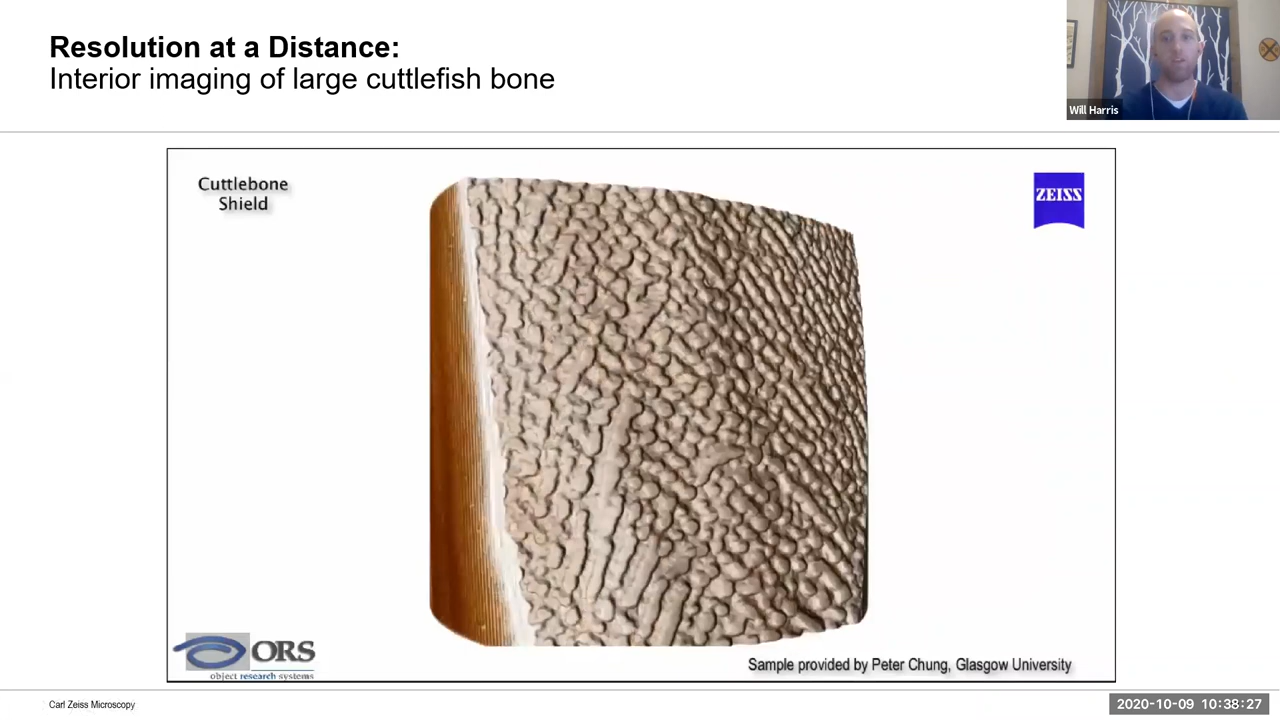 Resolution at a Distance:
Interior imaging of large cuttlefish bone
Will Harris
Cuttlebone
Shield
ZEISS
ORS
object research systems
Sample provided by Peter Chung, Glasgow University
Carl Zeiss Microscopy
2020-10-09 10:38:27